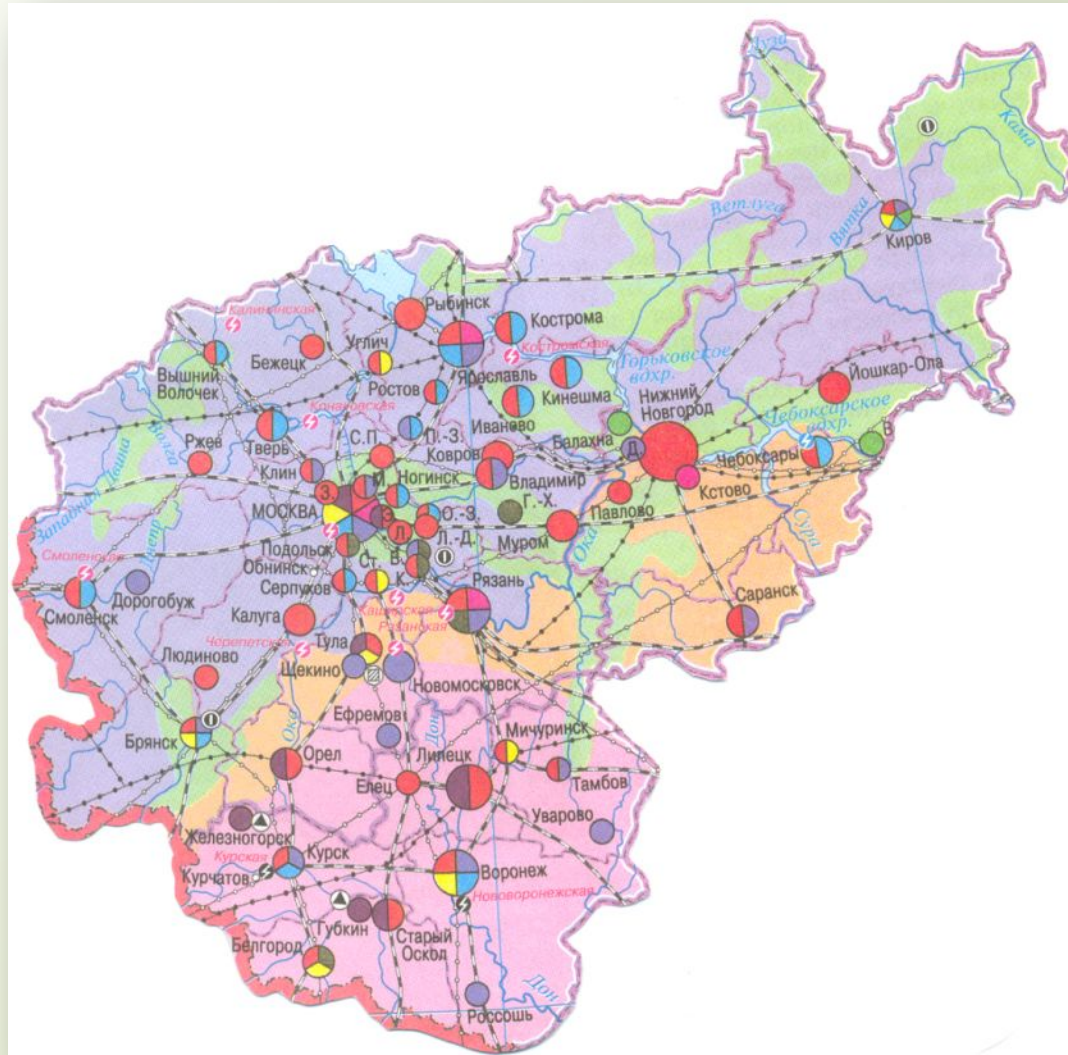 Луза
Кама
Ветлуга
Вятка
Киров
Рыбинск
Калининская
Кострома
Костромская
Бежецк
Углич
Вышний
Волочек
Ярославль
Ростов
Кинешма
Горьковское
вдхр.
Йошкар-Ола
Конаковская
Нижний
Новгород
Чебоксарское
вдхр.
Иваново
Балахна
Волга
Ржев
Тверь
С.П.
П.-З.
Ковров
Д.
В.
Западная Двина
Клин
Ногинск
Владимир
Чебоксары
Кстово
З.
М.
МОСКВА
Э.
О.-З.
Г.-Х.
Павлово
Днепр
Л.
Л.-Д.
Муром
Сура
Подольск
Обнинск
Ст.
В.
Ока
Смоленская
Дорогобуж
Серпухов
К.
Рязань
Саранск
Смоленск
Калуга
Каширская
Рязанская
Черепетская
Тула
Людиново
Щекино
Новомосковск
Ефремов
Дон
Ока
Мичуринск
Брянск
Орел
Лилецк
Елец
Тамбов
Уварово
Железногорск
Курская
Курск
Воронеж
Курчатов
Нововоронежская
Губкин
Старый
Оскол
Белгород
Дон
Россошь